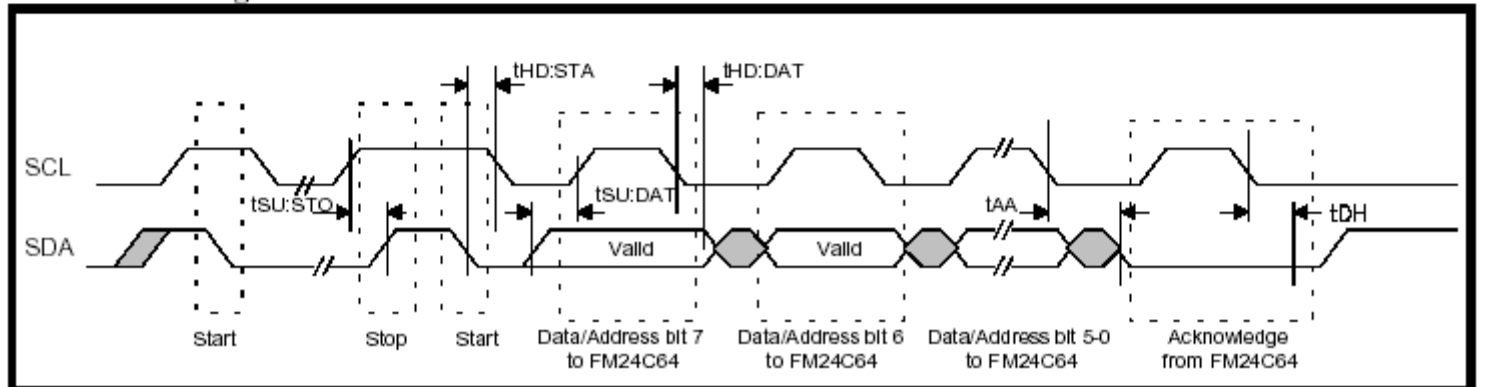 tHD:STA
tHD:DAT
SCL
tSU:STO
tSU:DAT
tAA
tDH
SDA
Valid
Valid
Start
Stop
Start
Data/Address bit 7
to FM24C64
Data/Address bit 6
to FM24C64
Data/Address bit 5-0
to FM24C64
Acknowledge
from FM24C64